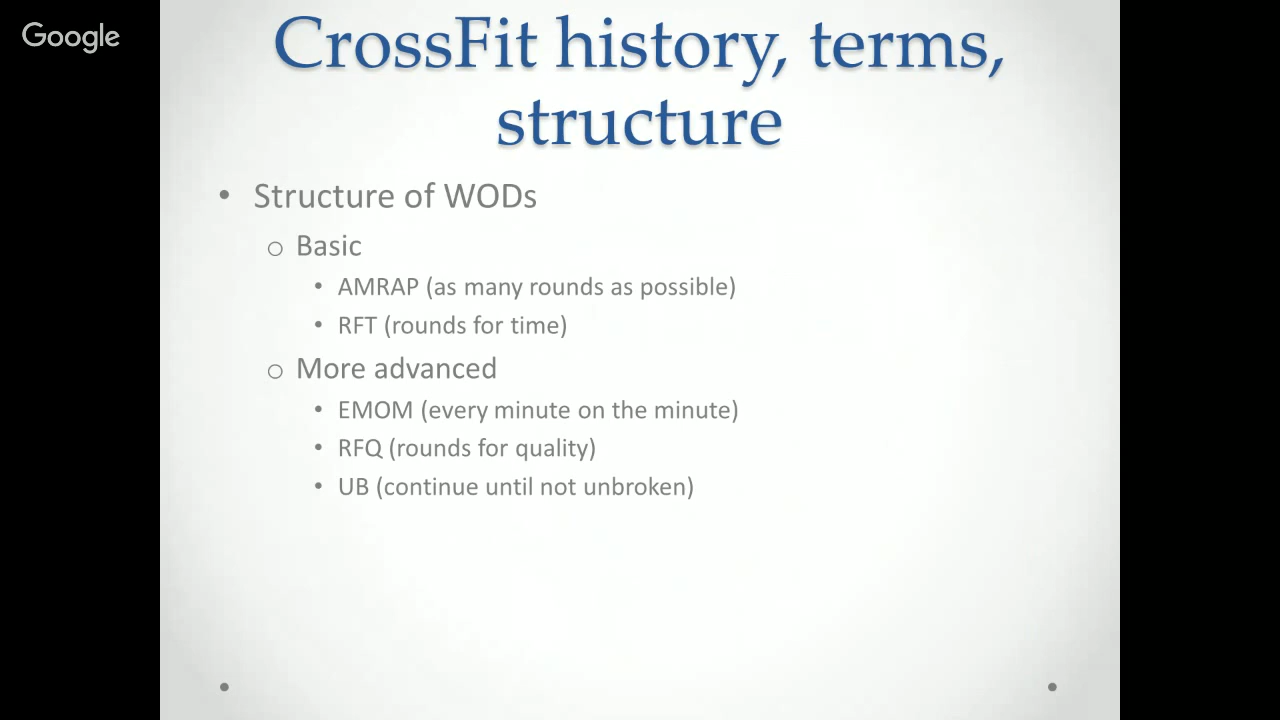 Google
CrossFit history, terms,
structure
• Structure of WODs
o Basic
• AMRAP (as many rounds as possible)
• RFT (rounds for time)
o More advanced
• EMOM (every minute on the minute)
• RFQ (rounds for quality)
• UB (continue until not unbroken)